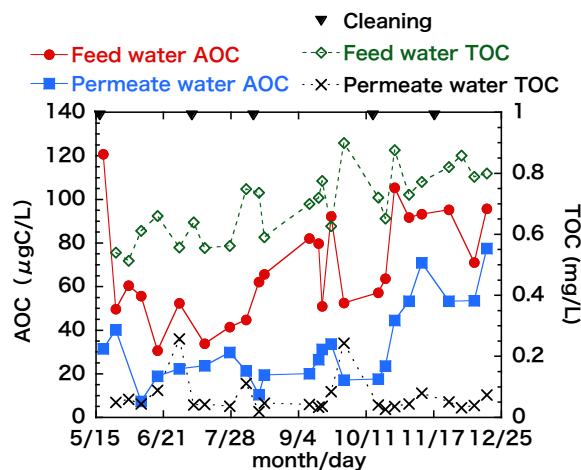 Cleaning
Feed water AOC
Feed water TOC
Permeate water AOC
Permeate water TOC
140
120
100
80
60
40
20
0
AOC (μgC/L)
1
0.8
0.6
0.4
0.2
0
TOC (mg/L)
5/15 6/21 7/28 9/4 10/11 11/17 12/25
month/day